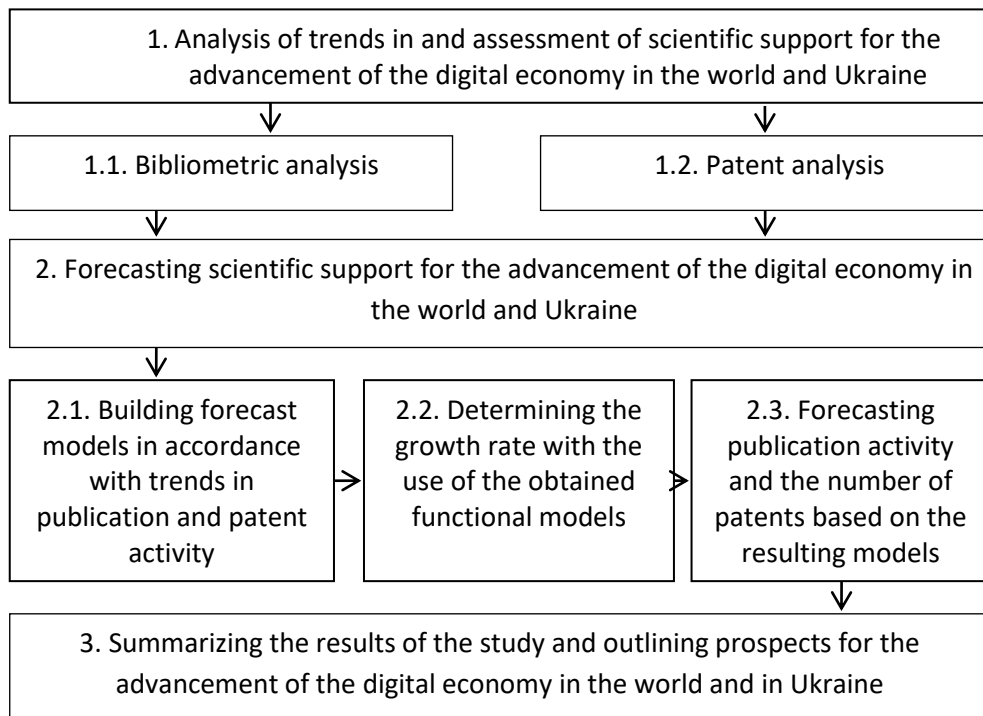 1. Analysis of trends in and assessment of scientific support for the
advancement of the digital economy in the world and Ukraine
1.1. Bibliometric analysis
1.2. Patent analysis
2. Forecasting scientific support for the advancement of the digital economy in
the world and Ukraine
2.1. Building forecast
models in accordance
with trends in
publication and patent
activity
2.2. Determining the
growth rate with the
use of the obtained
functional models
2.3. Forecasting
publication activity
and the number of
patents based on the
resulting models
3. Summarizing the results of the study and outlining prospects for the
advancement of the digital economy in the world and in Ukraine